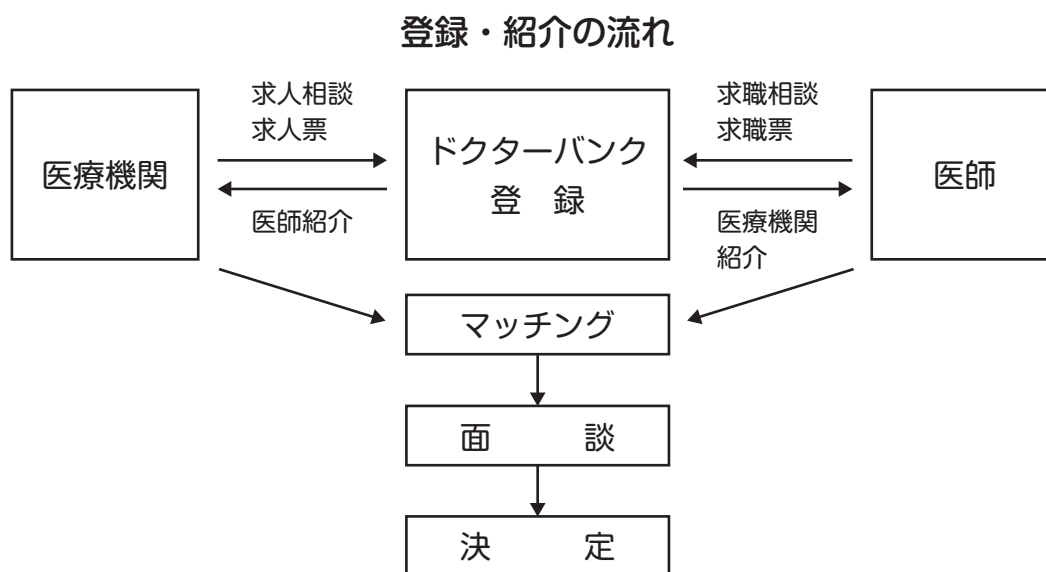 登録・紹介の流れ
医療機関
求人相談
求人票
医師紹介
ドクターバンク
登　録
求職相談
求職票
医療機関
紹介
医師
マッチング
面　　　談
決　　　定